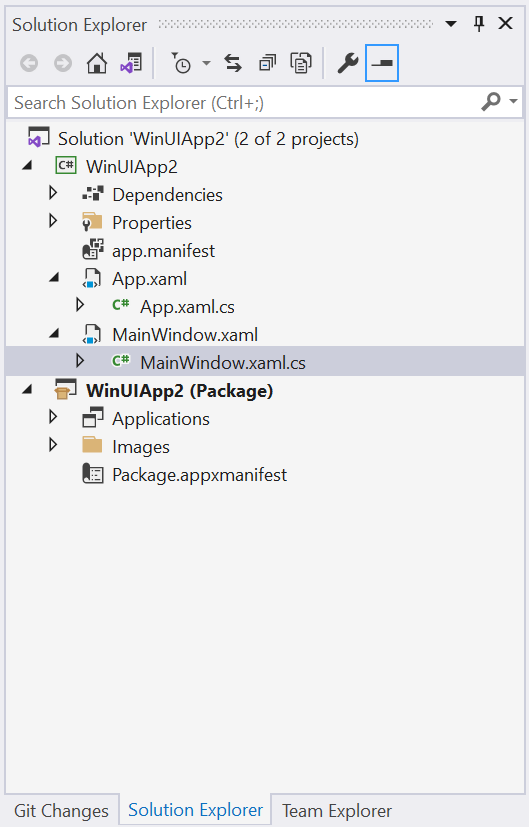 Solution Explorer
Search Solution Explorer (Ctrl+;)
Solution 'WinUIApp2' (2 of 2 projects)
C# WinUIApp2
Dependencies
Properties
app.manifest
App.xaml
C# App.xaml.cs
MainWindow.xaml
C# MainWindow.xaml.cs
WinUIApp2 (Package)
Applications
Images
Package.appxmanifest
Git Changes Solution Explorer Team Explorer